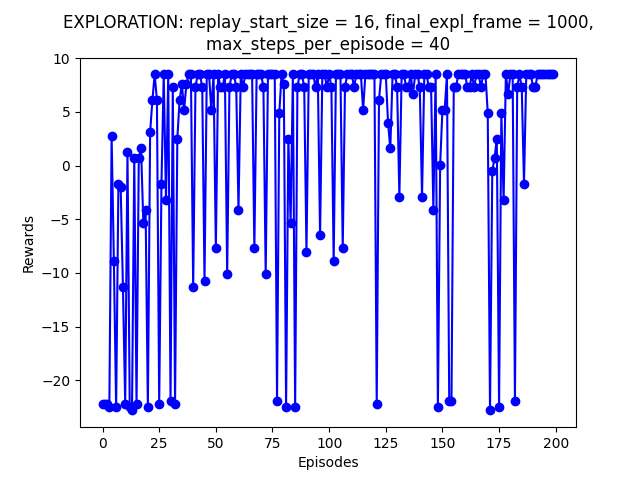 EXPLORATION: replay_start_size = 16, final_expl_frame = 1000,
max_steps_per_episode = 40
10
5
0
−5
−10
−15
−20
Rewards
0 25 50 75 100 125 150 175 200
Episodes